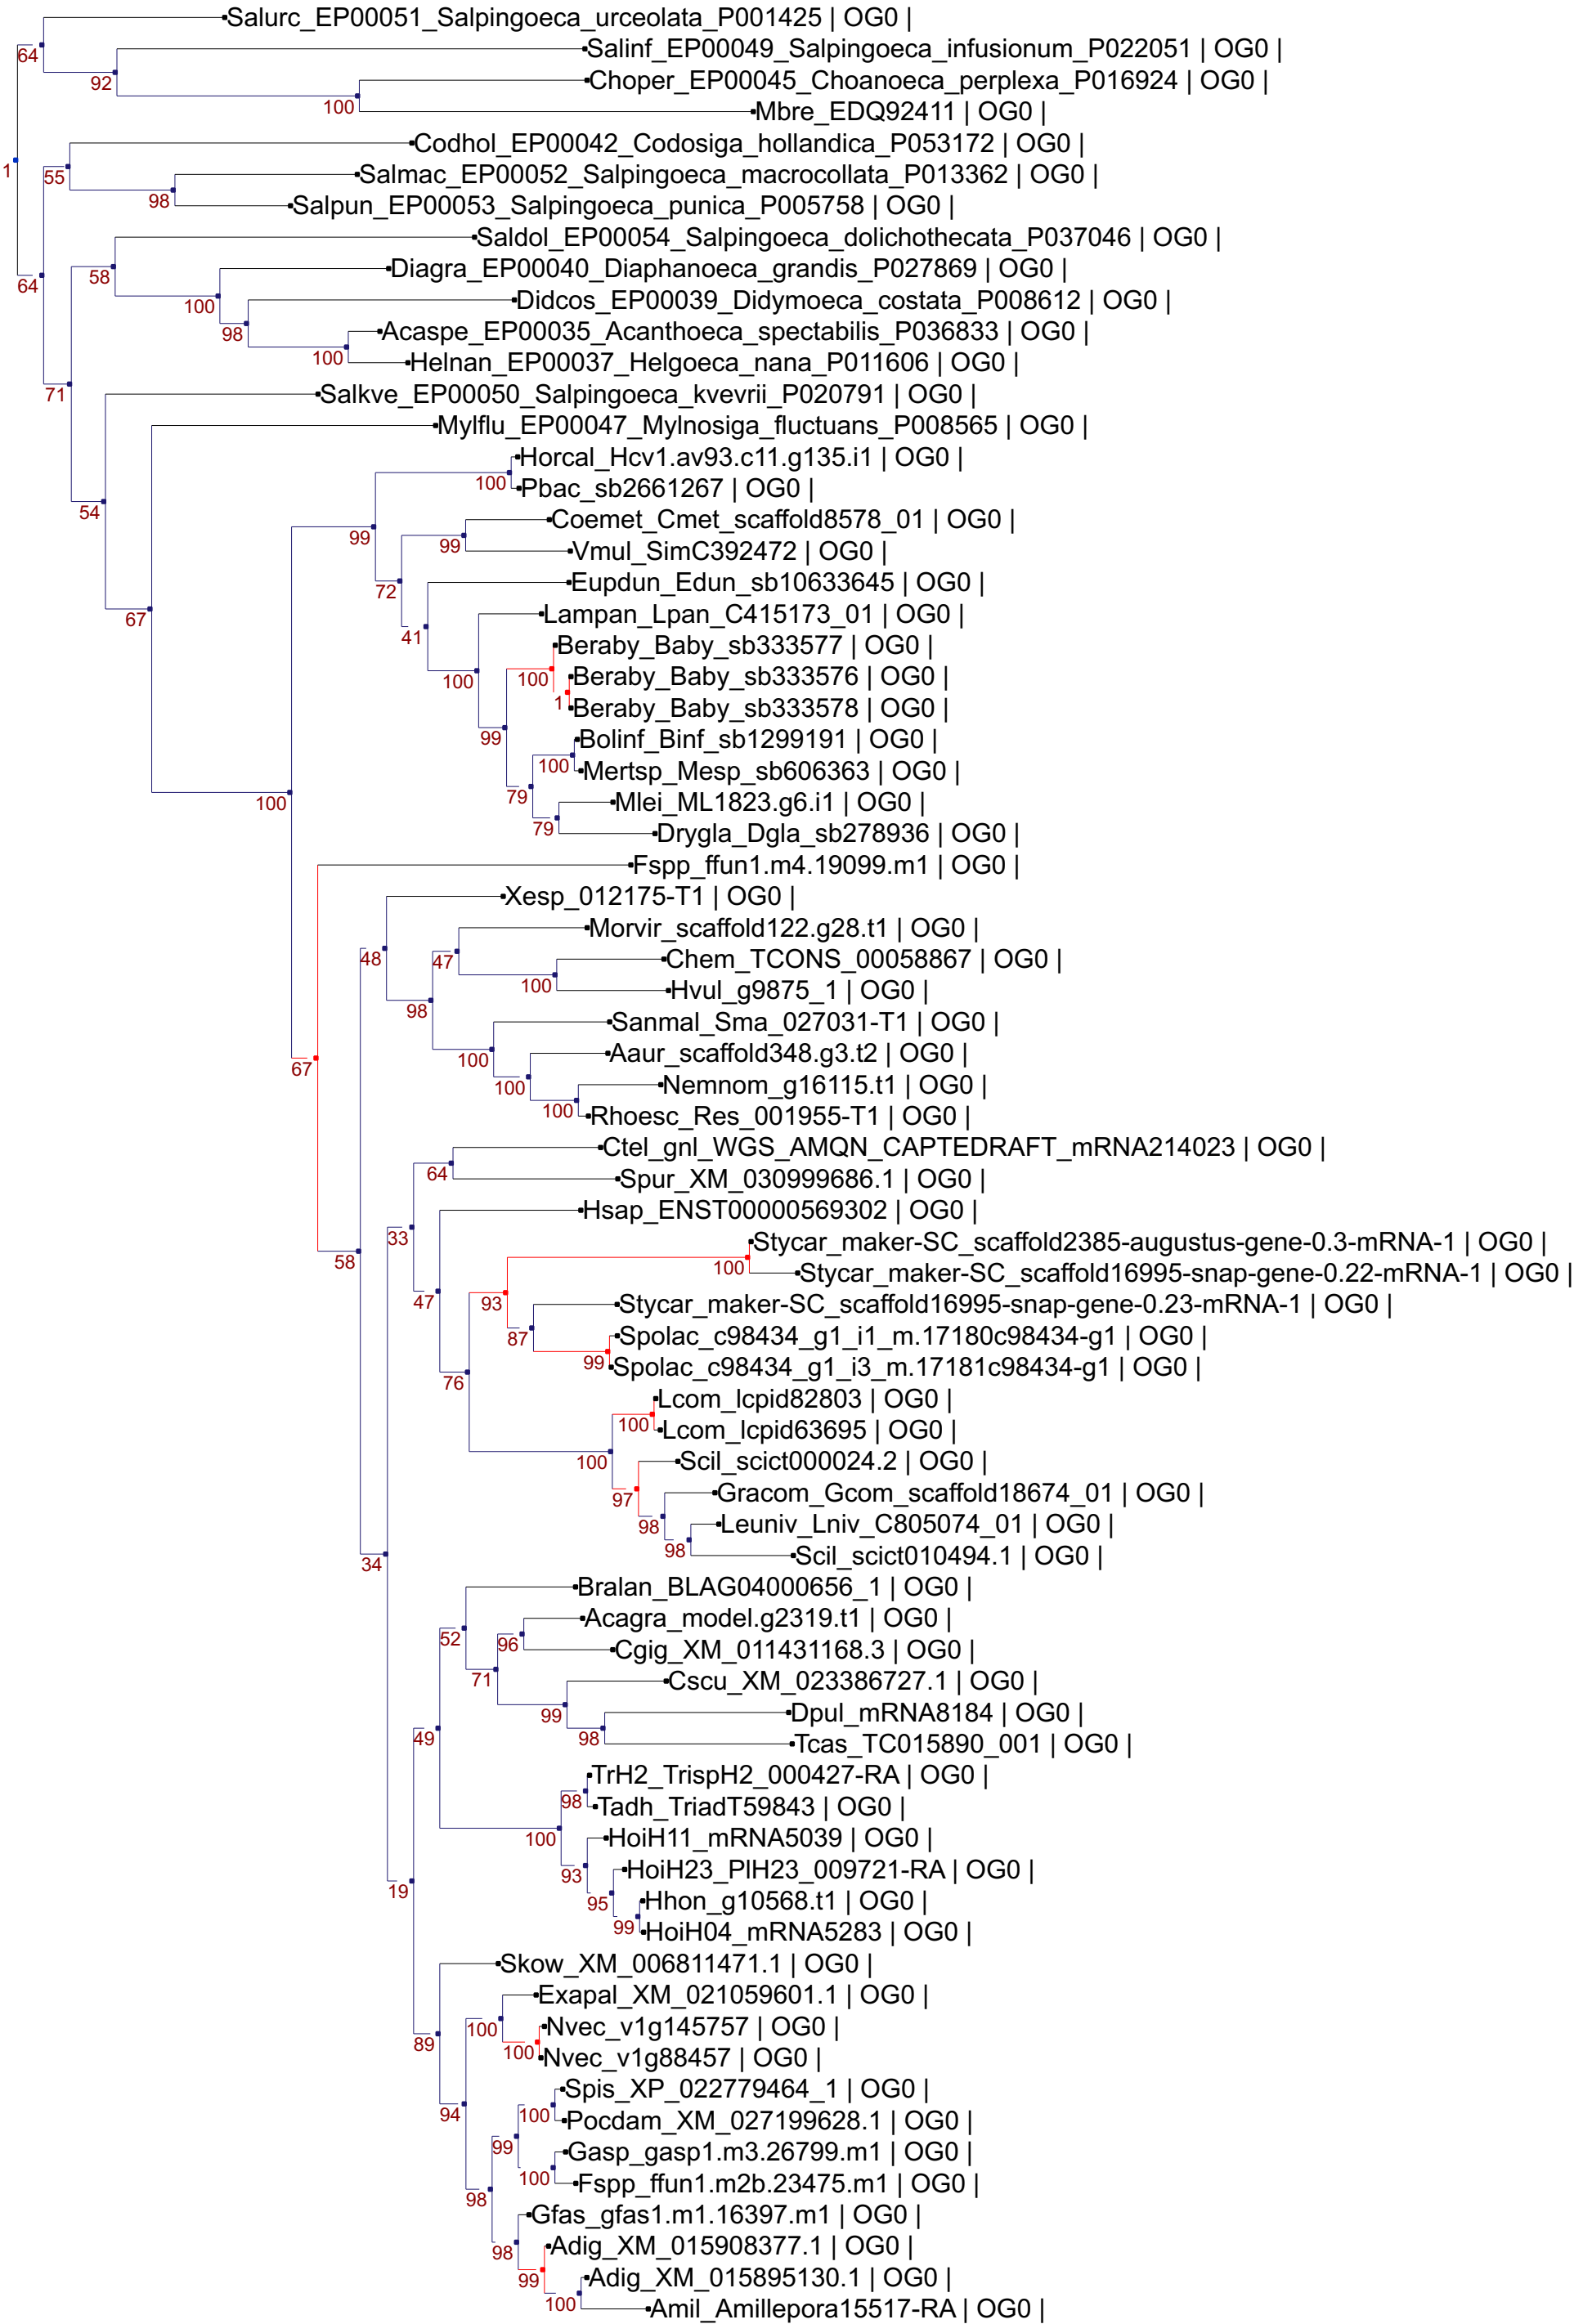 Salurc_EP00051_Salpingoeca_urceolata_P001425 | OG0 |
64
Salinf_EP00049_Salpingoeca_infusionum_P022051 | OG0 |
92
Choper_EP00045_Choanoeca_perplexa_P016924 | OG0 |
100
Mbre_EDQ92411 | OG0 |
Codhol_EP00042_Codosiga_hollandica_P053172 | OG0 |
1
55
Salmac_EP00052_Salpingoeca_macrocollata_P013362 | OG0 |
98
Salpun_EP00053_Salpingoeca_punica_P005758 | OG0 |
Saldol_EP00054_Salpingoeca_dolichothecata_P037046 | OG0 |
58
Diagra_EP00040_Diaphanoeca_grandis_P027869 | OG0 |
64
100
Didcos_EP00039_Didymoeca_costata_P008612 | OG0 |
98
Acaspe_EP00035_Acanthoeca_spectabilis_P036833 | OG0 |
100
Helnan_EP00037_Helgoeca_nana_P011606 | OG0 |
71
Salkve_EP00050_Salpingoeca_kvevrii_P020791 | OG0 |
Mylflu_EP00047_Mylnosiga_fluctuans_P008565 | OG0 |
Horcal_Hcv1.av93.c11.g135.i1 | OG0 |
100
Pbac_sb2661267 | OG0 |
54
Coemet_Cmet_scaffold8578_01 | OG0 |
99
99
Vmul_SimC392472 | OG0 |
Eupdun_Edun_sb10633645 | OG0 |
72
Lampan_Lpan_C415173_01 | OG0 |
67
41
Beraby_Baby_sb333577 | OG0 |
Beraby_Baby_sb333576 | OG0 |
100
100
1
Beraby_Baby_sb333578 | OG0 |
99
Bolinf_Binf_sb1299191 | OG0 |
100
Mertsp_Mesp_sb606363 | OG0 |
79
Mlei_ML1823.g6.i1 | OG0 |
100
79
Drygla_Dgla_sb278936 | OG0 |
Fspp_ffun1.m4.19099.m1 | OG0 |
Xesp_012175-T1 | OG0 |
Morvir_scaffold122.g28.t1 | OG0 |
48
47
Chem_TCONS_00058867 | OG0 |
100
Hvul_g9875_1 | OG0 |
98
Sanmal_Sma_027031-T1 | OG0 |
100
Aaur_scaffold348.g3.t2 | OG0 |
67
100
Nemnom_g16115.t1 | OG0 |
100
Rhoesc_Res_001955-T1 | OG0 |
Ctel_gnl_WGS_AMQN_CAPTEDRAFT_mRNA214023 | OG0 |
64
Spur_XM_030999686.1 | OG0 |
Hsap_ENST00000569302 | OG0 |
33
Stycar_maker-SC_scaffold2385-augustus-gene-0.3-mRNA-1 | OG0 |
58
100
Stycar_maker-SC_scaffold16995-snap-gene-0.22-mRNA-1 | OG0 |
47
93
Stycar_maker-SC_scaffold16995-snap-gene-0.23-mRNA-1 | OG0 |
87
Spolac_c98434_g1_i1_m.17180c98434-g1 | OG0 |
99
Spolac_c98434_g1_i3_m.17181c98434-g1 | OG0 |
76
Lcom_lcpid82803 | OG0 |
100
Lcom_lcpid63695 | OG0 |
100
Scil_scict000024.2 | OG0 |
97
Gracom_Gcom_scaffold18674_01 | OG0 |
98
Leuniv_Lniv_C805074_01 | OG0 |
98
Scil_scict010494.1 | OG0 |
34
Bralan_BLAG04000656_1 | OG0 |
Acagra_model.g2319.t1 | OG0 |
52
96
Cgig_XM_011431168.3 | OG0 |
71
Cscu_XM_023386727.1 | OG0 |
99
Dpul_mRNA8184 | OG0 |
49
98
Tcas_TC015890_001 | OG0 |
TrH2_TrispH2_000427-RA | OG0 |
98
Tadh_TriadT59843 | OG0 |
100
HoiH11_mRNA5039 | OG0 |
93
HoiH23_PlH23_009721-RA | OG0 |
19
95
Hhon_g10568.t1 | OG0 |
99
HoiH04_mRNA5283 | OG0 |
Skow_XM_006811471.1 | OG0 |
Exapal_XM_021059601.1 | OG0 |
100
Nvec_v1g145757 | OG0 |
89
100
Nvec_v1g88457 | OG0 |
Spis_XP_022779464_1 | OG0 |
94
100
Pocdam_XM_027199628.1 | OG0 |
99
Gasp_gasp1.m3.26799.m1 | OG0 |
100
Fspp_ffun1.m2b.23475.m1 | OG0 |
98
Gfas_gfas1.m1.16397.m1 | OG0 |
98
Adig_XM_015908377.1 | OG0 |
99
Adig_XM_015895130.1 | OG0 |
100
Amil_Amillepora15517-RA | OG0 |